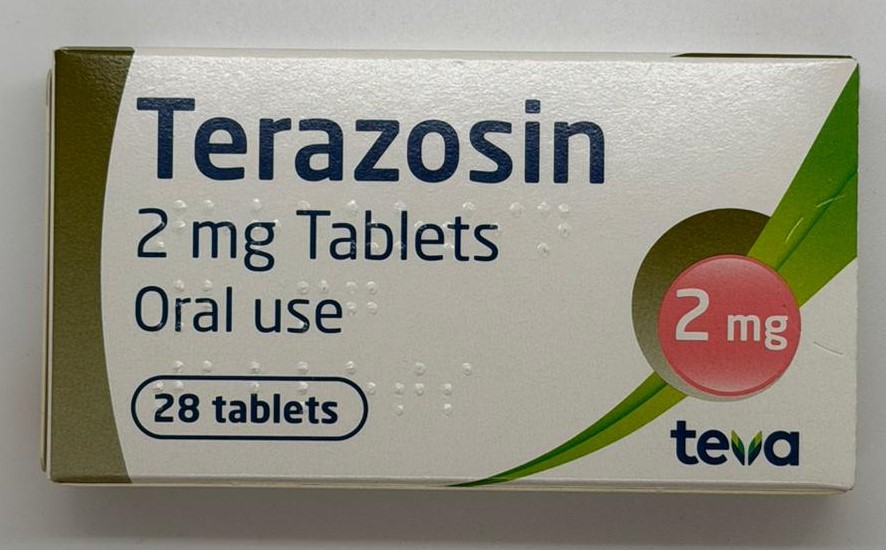 Terazosin
2 mg Tablets
Oral use
28 tablets
2 mg
teva